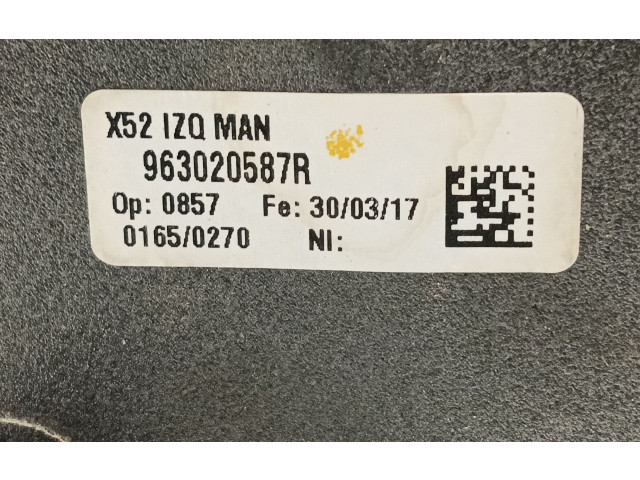 X52 IZQ MAN
963020587R
Op: 0857 Fe: 30/03/17
0165/0270 NI: